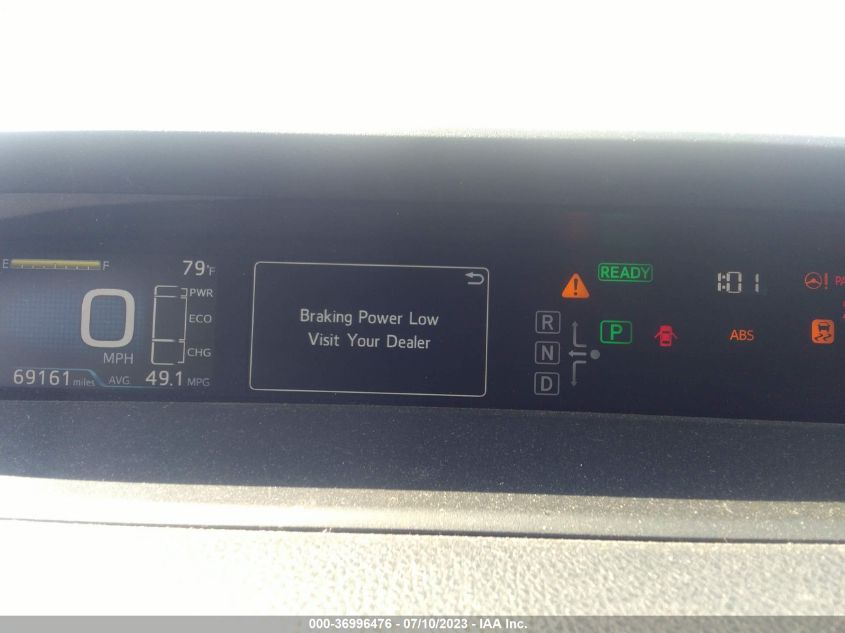 E F
79°F
PWR
ECO
CHG
0
MPH
69161 miles AVG 49.1 MPG
Braking Power Low
Visit Your Dealer
READY
R
N
D
P
1:01
ABS
!
PA
000-36996476 - 07/10/2023 - IAA Inc.